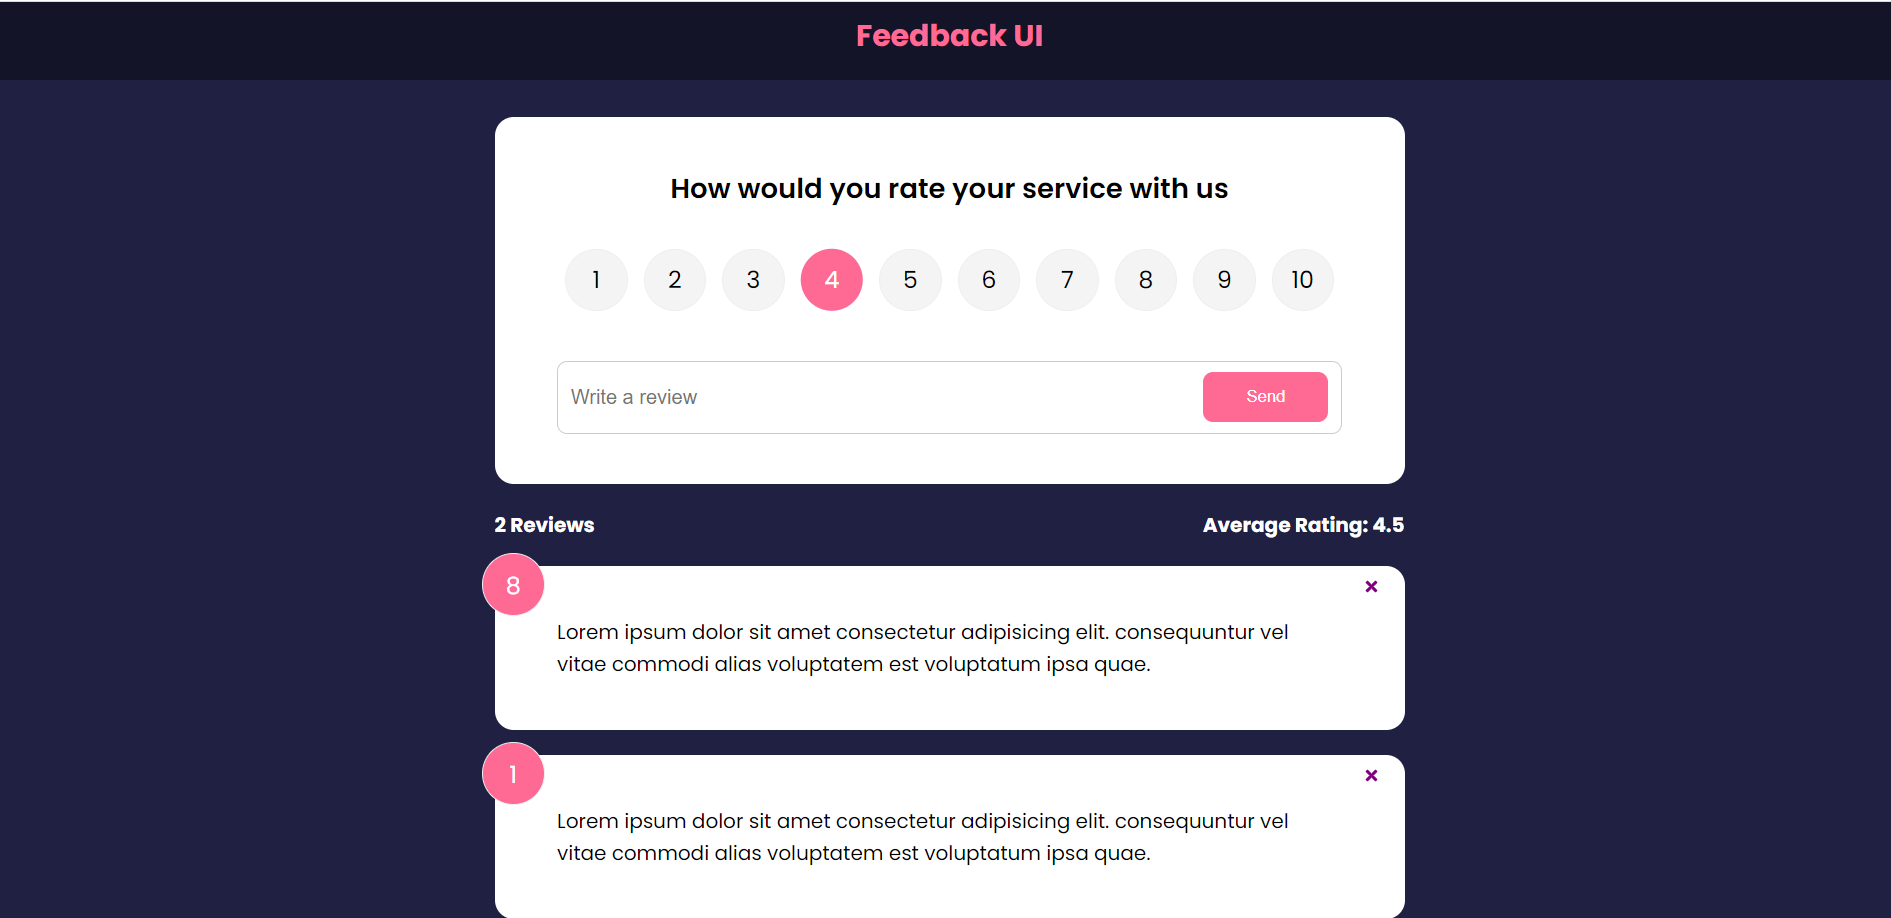 Feedback UI
How would you rate your service with us
1 2 3 4 5 6 7 8 9 10
Write a review Send
2 Reviews Average Rating: 4.5
8
Lorem ipsum dolor sit amet consectetur adipisicing elit. consequuntur vel
vitae commodi alias voluptatem est voluptatum ipsa quae.
1
Lorem ipsum dolor sit amet consectetur adipisicing elit. consequuntur vel
vitae commodi alias voluptatem est voluptatum ipsa quae.